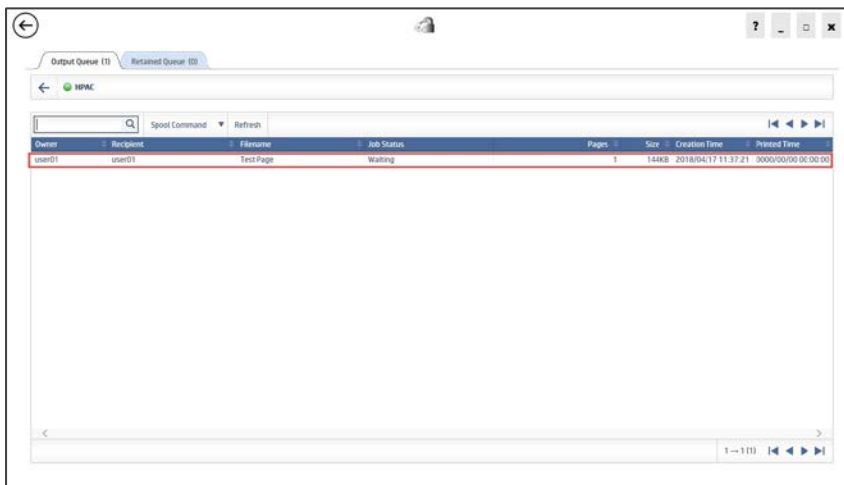 ? _ □ x
Output Queue (1) Retained Queue (0)
HPAC
Spool Command ▼ Refresh
Owner Recipient Filename Job Status Pages Size Creation Time Printed Time
user01 user01 Test Page Waiting 1 144KB 2018/04/17 11:37:21 0000/00/00 00:00:00
1→1 (1)